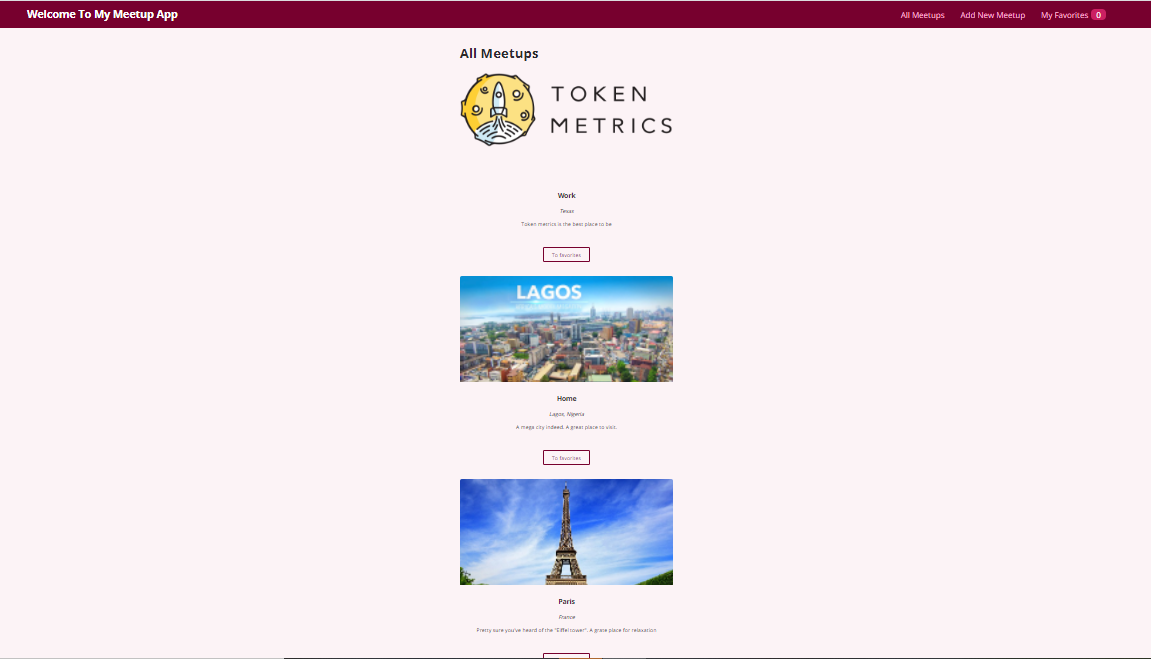 Welcome To My Meetup App
All Meetups Add New Meetup My Favorites 0
All Meetups
TOKEN
METRICS
Work
Texas
Token metrics is the best place to be
To favorites
LAGOS
Home
Lagos, Nigeria
A mega city indeed. A great place to visit.
To favorites
Paris
France
Pretty sure you've heard of the "Eiffel tower". A grate place for relaxation